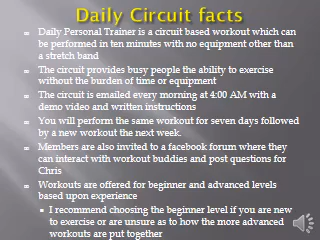 Daily Circuit facts
Daily Personal Trainer is a circuit based workout which can
be performed in ten minutes with no equipment other than
a stretch band
The circuit provides busy people the ability to exercise
without the burden of time or equipment
The circuit is emailed every morning at 4:00 AM with a
demo video and written instructions
You will perform the same workout for seven days followed
by a new workout the next week.
Members are also invited to a facebook forum where they
can interact with workout buddies and post questions for
Chris
Workouts are offered for beginner and advanced levels
based upon experience
I recommend choosing the beginner level if you are new
to exercise or are unsure as to how the more advanced
workouts are put together